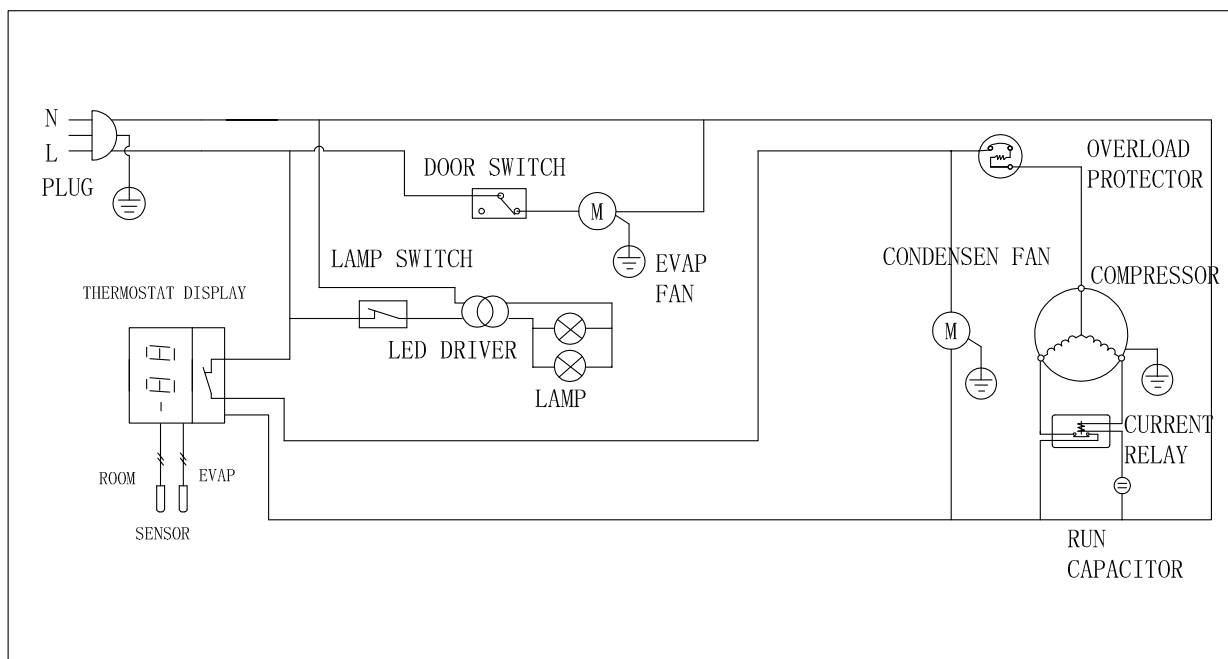 N
L
PLUG
DOOR SWITCH
M
EVAP
FAN
OVERLOAD
PROTECTOR
LAMP SWITCH
CONDENSEN FAN
COMPRESSOR
THERMOSTAT DISPLAY
LED DRIVER
M
LAMP
CURRENT
RELAY
ROOM
EVAP
SENSOR
RUN
CAPACITOR